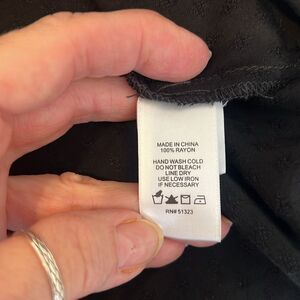 MADE IN CHINA
100% RAYON
HAND WASH COLD
DO NOT BLEACH
LINE DRY
USE LOW IRON
IF NECESSARY
RN# 51323